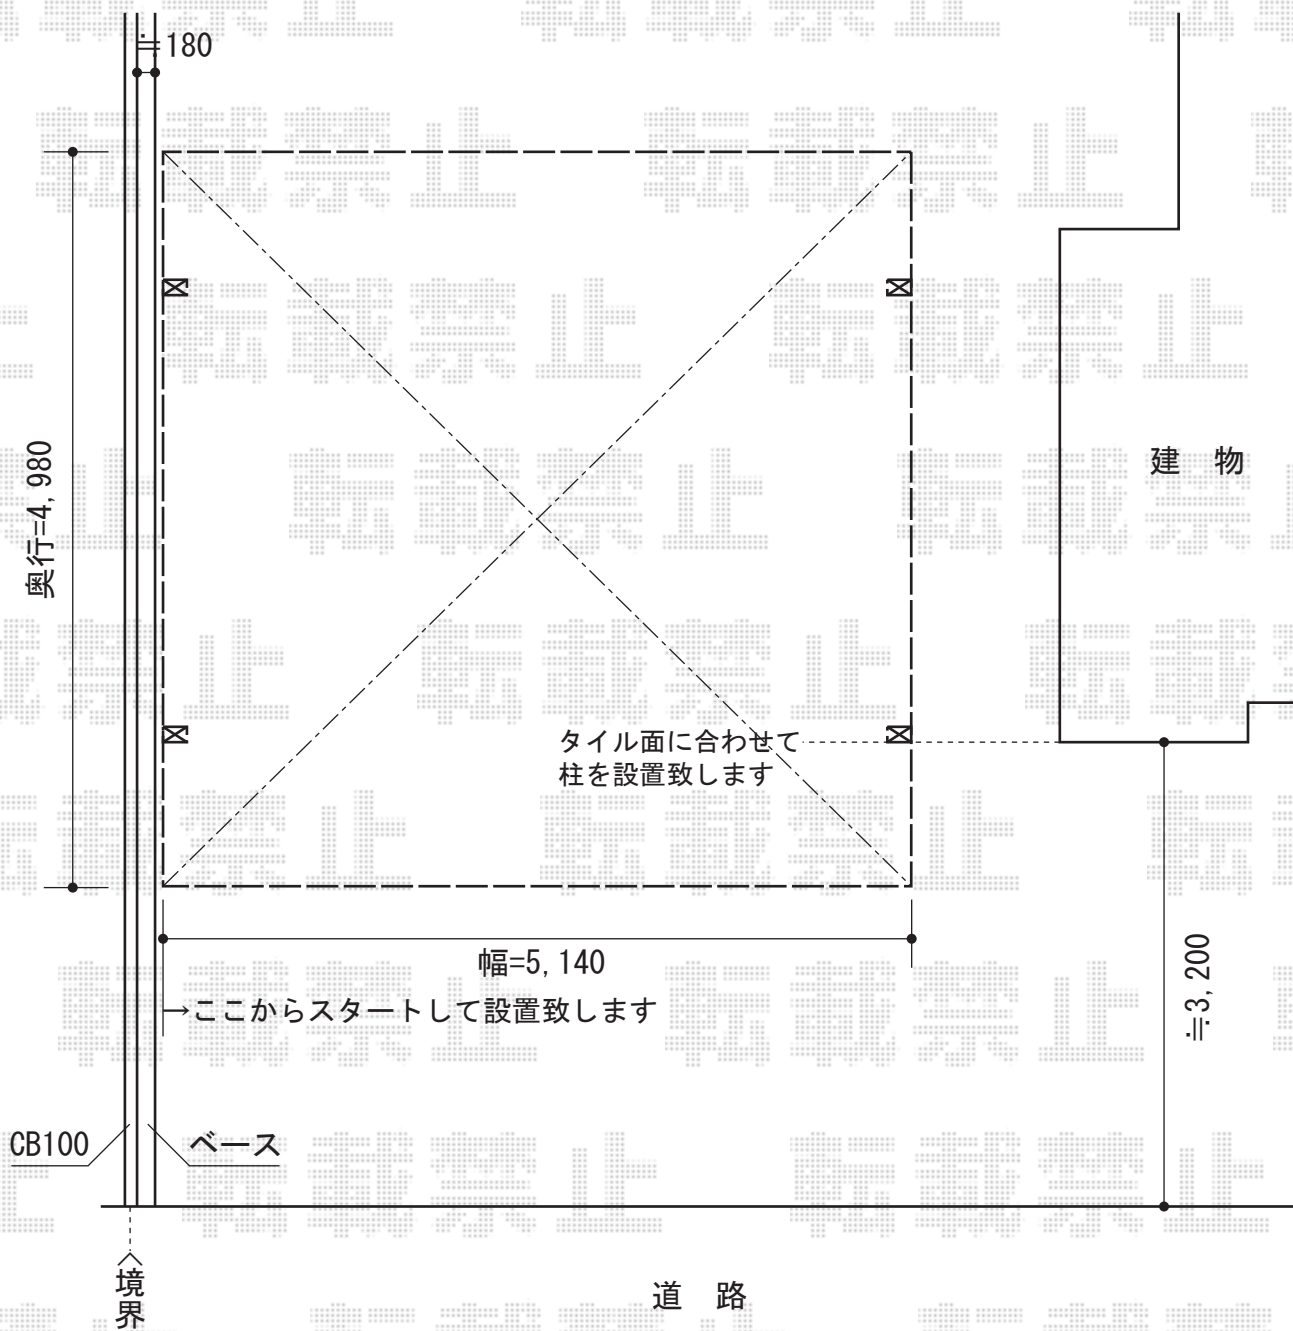 ≒180
奥行=4,980
建 物
タイル面に合わせて
柱を設置致します
幅=5,140
→ここからスタートして設置致します
≒3,200
CB100
ベース
境界
道 路
転載禁止